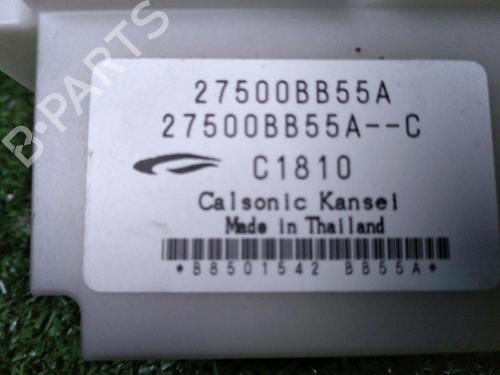 B-PARTS
27500BB55A
27500BB55A--C
C1810
Calsonic Kansei
Made in Thailand
*B8501542 BB55A*